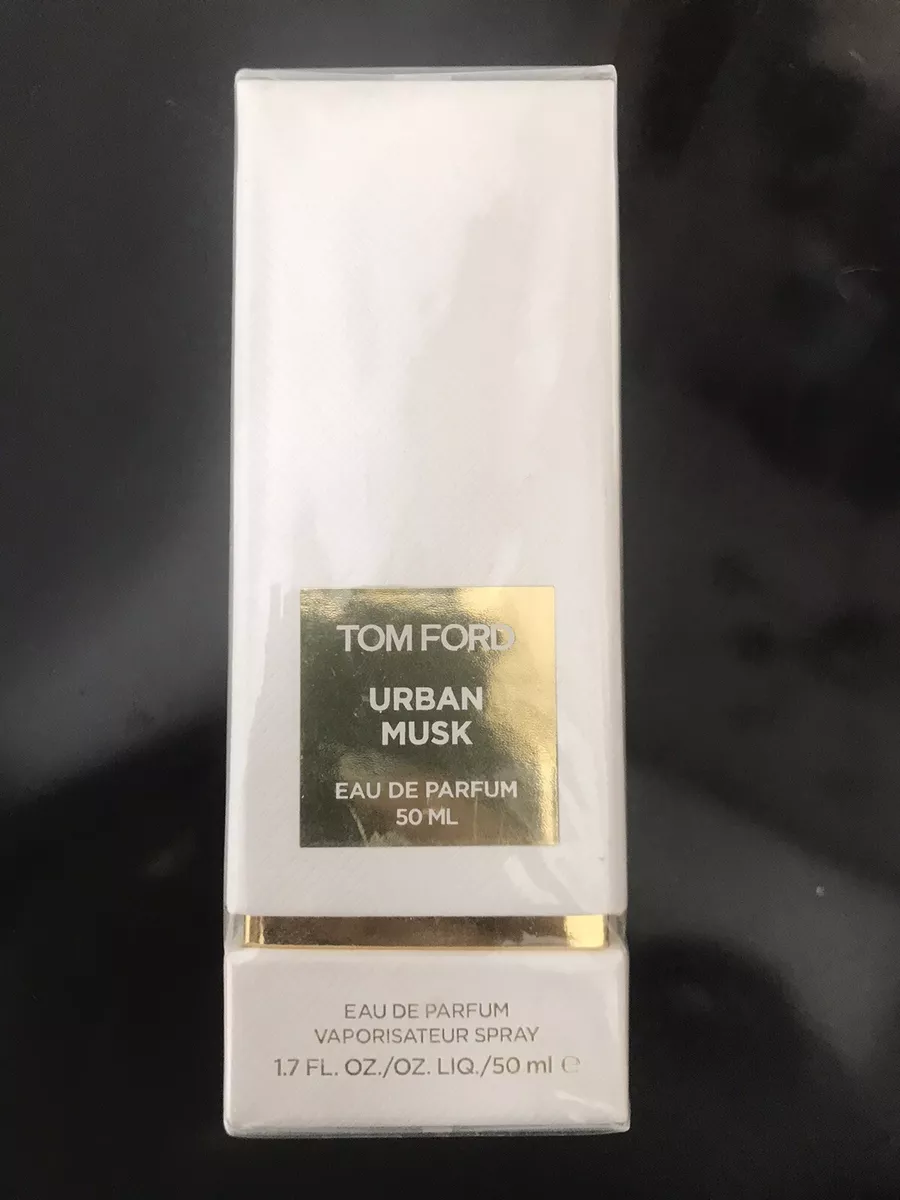 TOM FORD
URBAN
MUSK
EAU DE PARFUM
50 ML
EAU DE PARFUM
VAPORISATEUR SPRAY
1.7 FL. OZ./OZ. LIQ./50 ml ℮